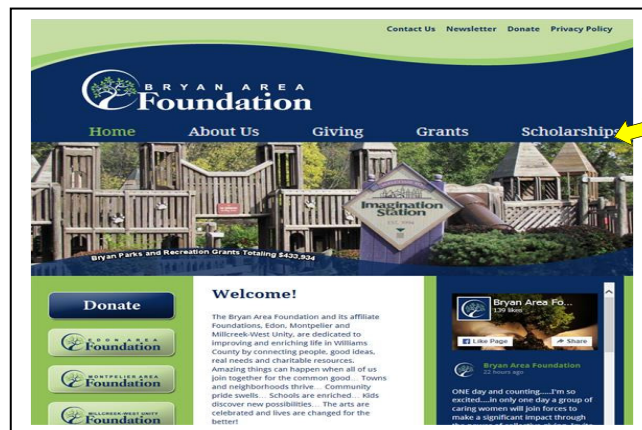 Contact Us Newsletter Donate Privacy Policy
BRYAN AREA
Foundation
Home About Us Giving Grants Scholarships
Imagination
Station
EST. 1994
Bryan Parks and Recreation Grants Totaling $433,934
Donate
EDON AREA
Foundation
MONTPELIER AREA
Foundation
MILLCREEK-WEST UNITY
Foundation
Welcome!
The Bryan Area Foundation and its affiliate
Foundations, Edon, Montpelier and
Millcreek-West Unity, are dedicated to
improving and enriching life in Williams
County by connecting people, good ideas,
real needs and charitable resources.
Amazing things can happen when all of us
join together for the common good... Towns
and neighborhoods thrive... Community
pride swells... Schools are enriched... Kids
discover new possibilities... The arts are
celebrated and lives are changed for the
better!
Bryan Area Fo...
139 likes
Like Page
Share
Bryan Area Foundation
22 hours ago
ONE day and counting.....I'm so
excited....in only one day a group of
caring women will join forces to
make a significant impact through